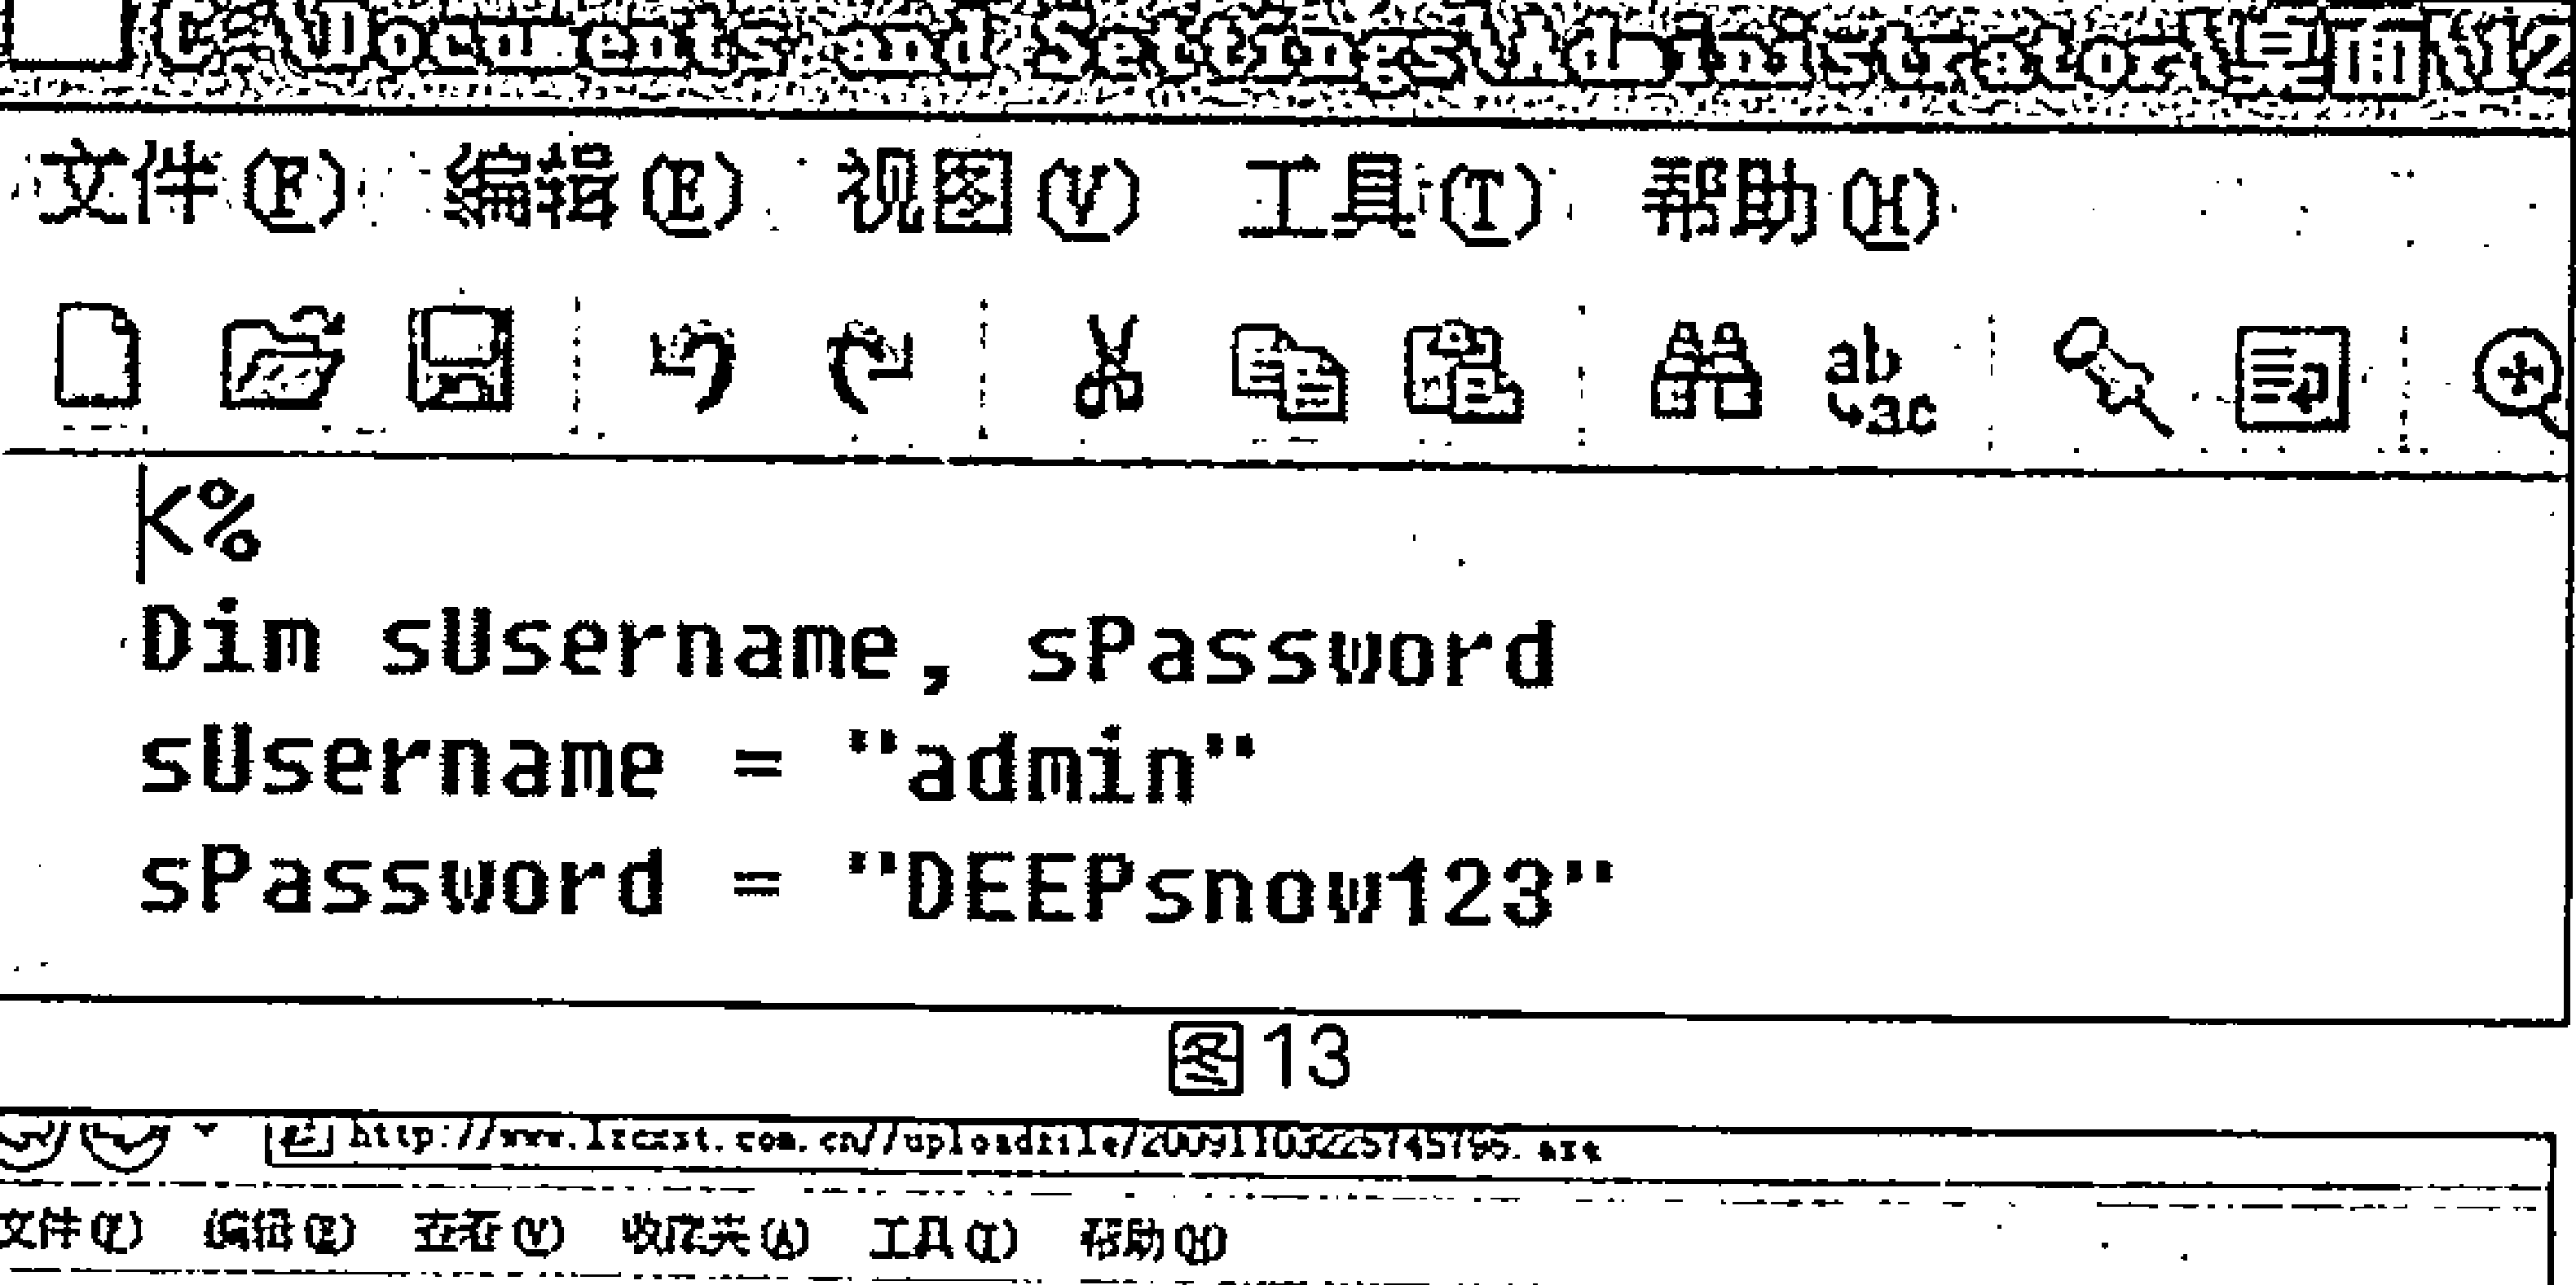 C:\Documents and Settings\Administrator\桌面\12
文件(F) 编辑(E) 视图(V) 工具(T) 帮助(H)
ab
ac
<%
Dim sUsername, sPassword
sUsername = "admin"
sPassword = "DEEPsnow123"
图13
文件(F) 编辑(E) 查看(V) 收藏夹(A) 工具(T) 帮助(H)